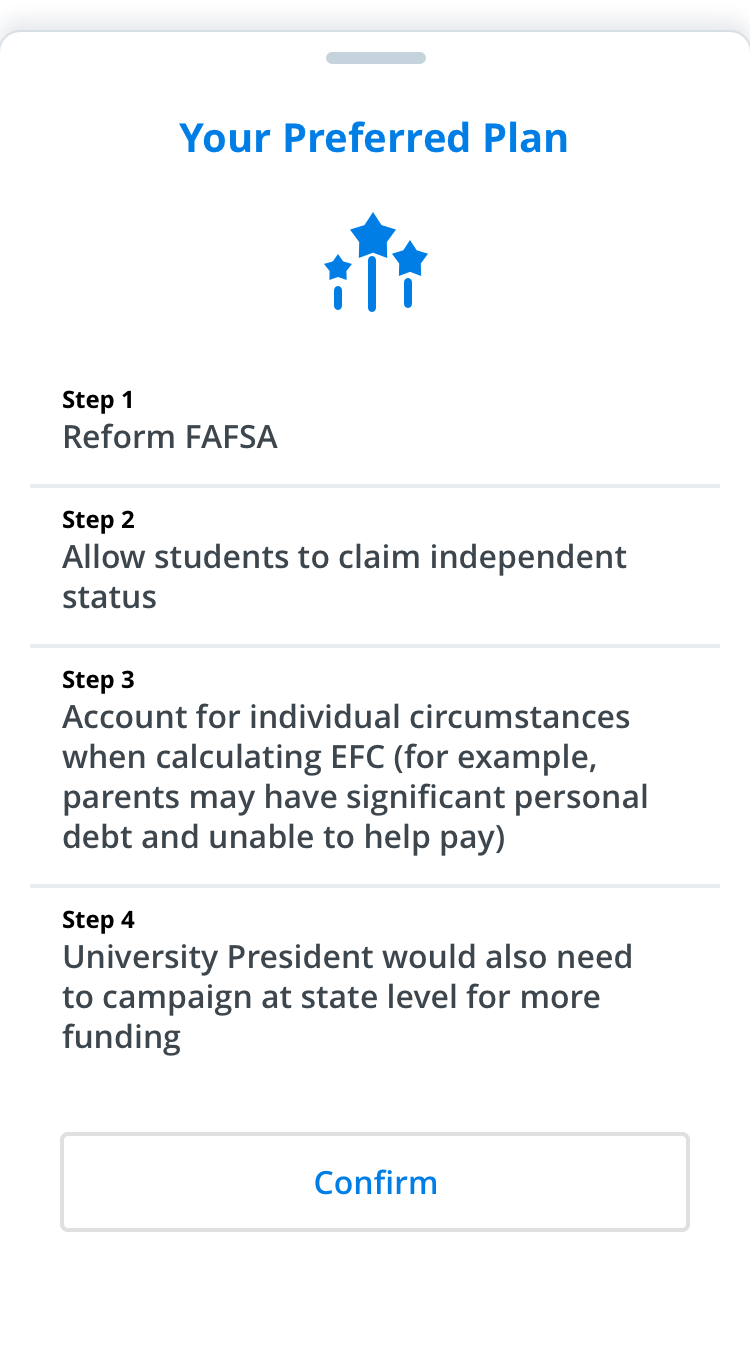 Your Preferred Plan
Step 1
Reform FAFSA
Step 2
Allow students to claim independent
status
Step 3
Account for individual circumstances
when calculating EFC (for example,
parents may have significant personal
debt and unable to help pay)
Step 4
University President would also need
to campaign at state level for more
funding
Confirm